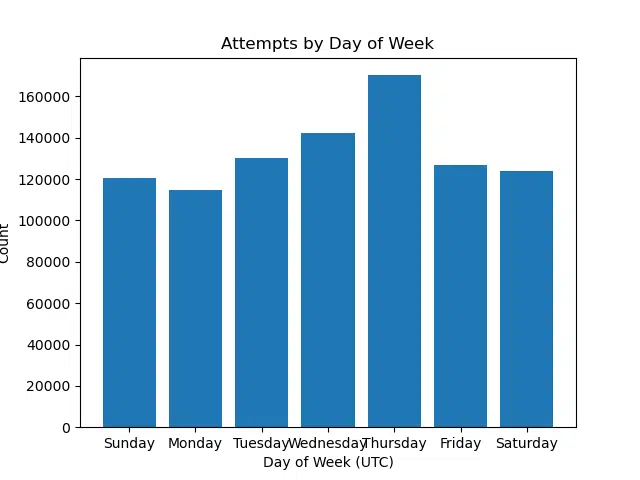 Attempts by Day of Week
160000
140000
120000
100000
80000
60000
40000
20000
0
Count
Sunday Monday Tuesday Wednesday Thursday Friday Saturday
Day of Week (UTC)